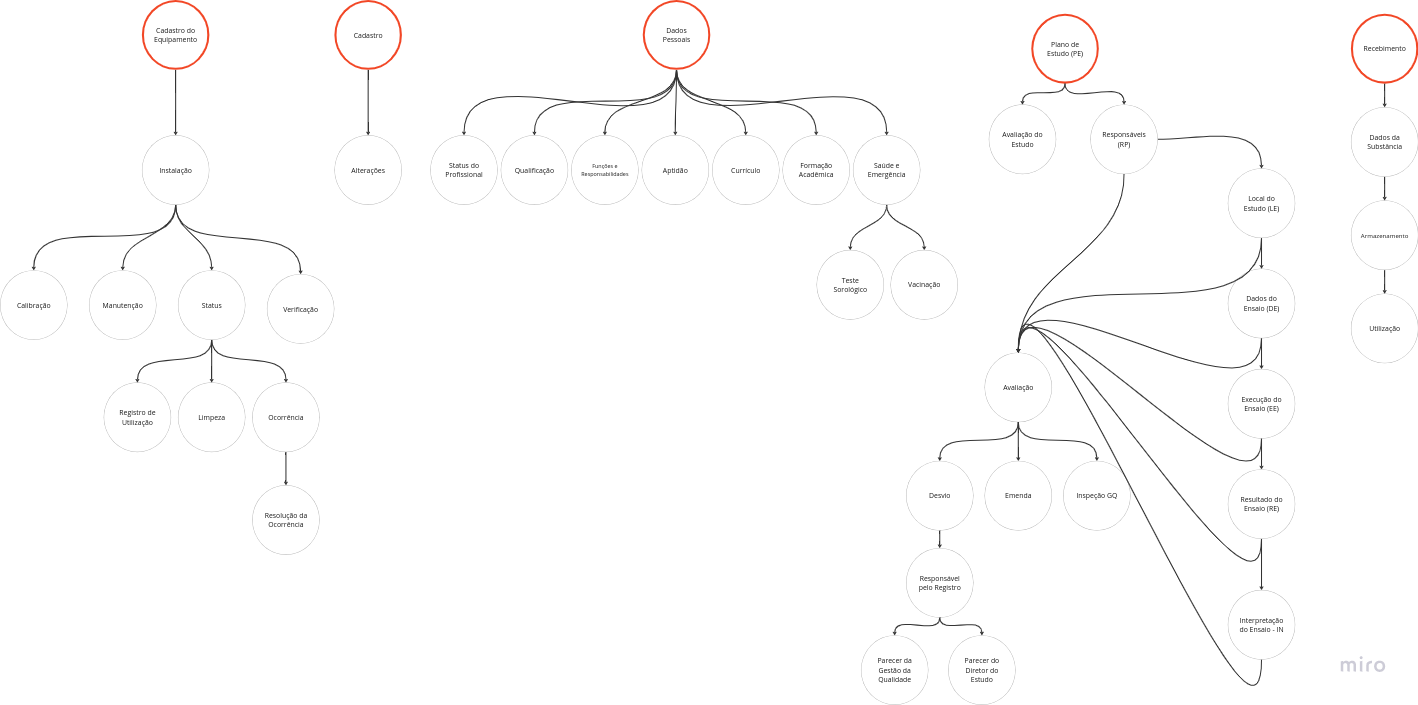 Cadastro do
Equipamento
Cadastro
Dados
Pessoais
Plano de
Estudo (PE)
Recebimento
Instalação
Alterações
Status do
Profissional
Qualificação
Funções e
Responsabilidades
Aptidão
Currículo
Formação
Acadêmica
Saúde e
Emergência
Avaliação do
Estudo
Responsáveis
(RP)
Dados da
Substância
Local do
Estudo (LE)
Armazenamento
Calibração
Manutenção
Status
Verificação
Teste
Sorológico
Vacinação
Dados do
Ensaio (DE)
Utilização
Avaliação
Execução do
Ensaio (EE)
Registro de
Utilização
Limpeza
Ocorrência
Desvio
Emenda
Inspeção GQ
Resultado do
Ensaio (RE)
Resolução da
Ocorrência
Responsável
pelo Registro
Interpretação
do Ensaio - IN
Parecer da
Gestão da
Qualidade
Parecer do
Diretor do
Estudo
miro